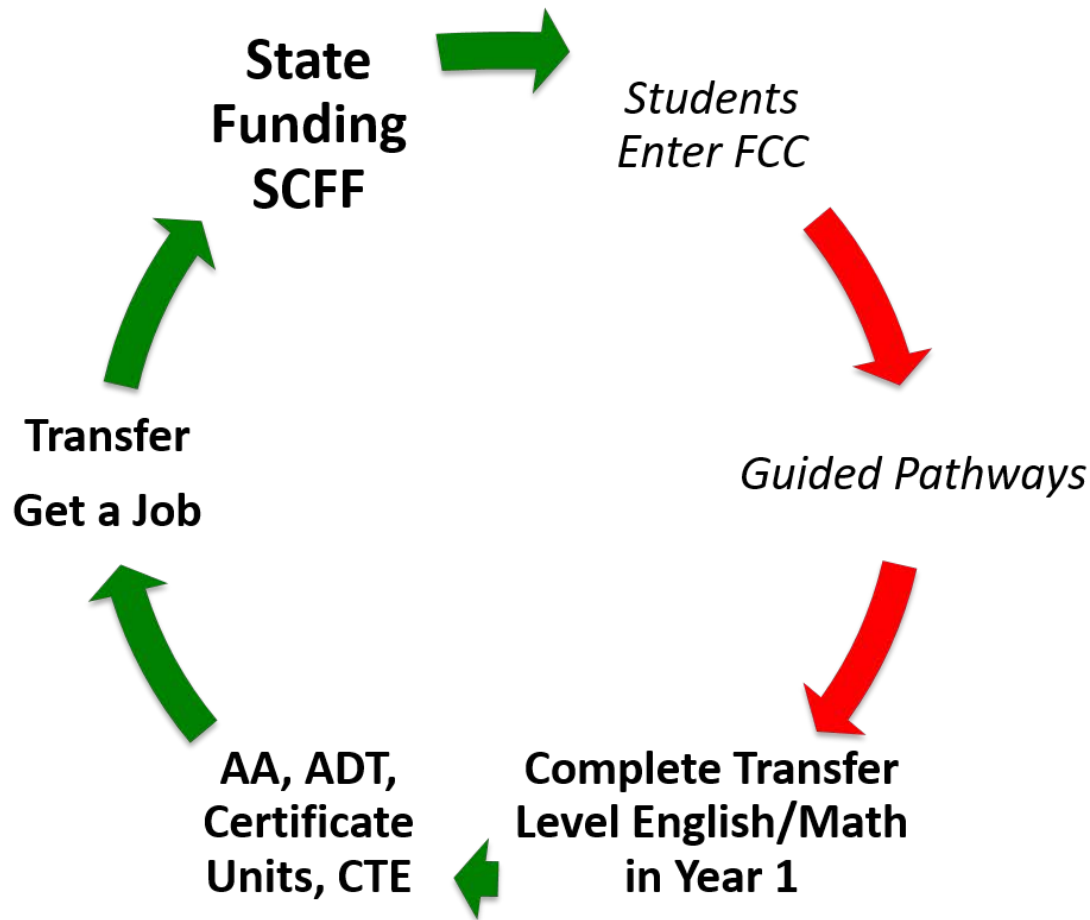 State
Funding
SCFF
Students
Enter FCC
Guided Pathways
Complete Transfer
Level English/Math
in Year 1
AA, ADT,
Certificate
Units, CTE
Transfer
Get a Job